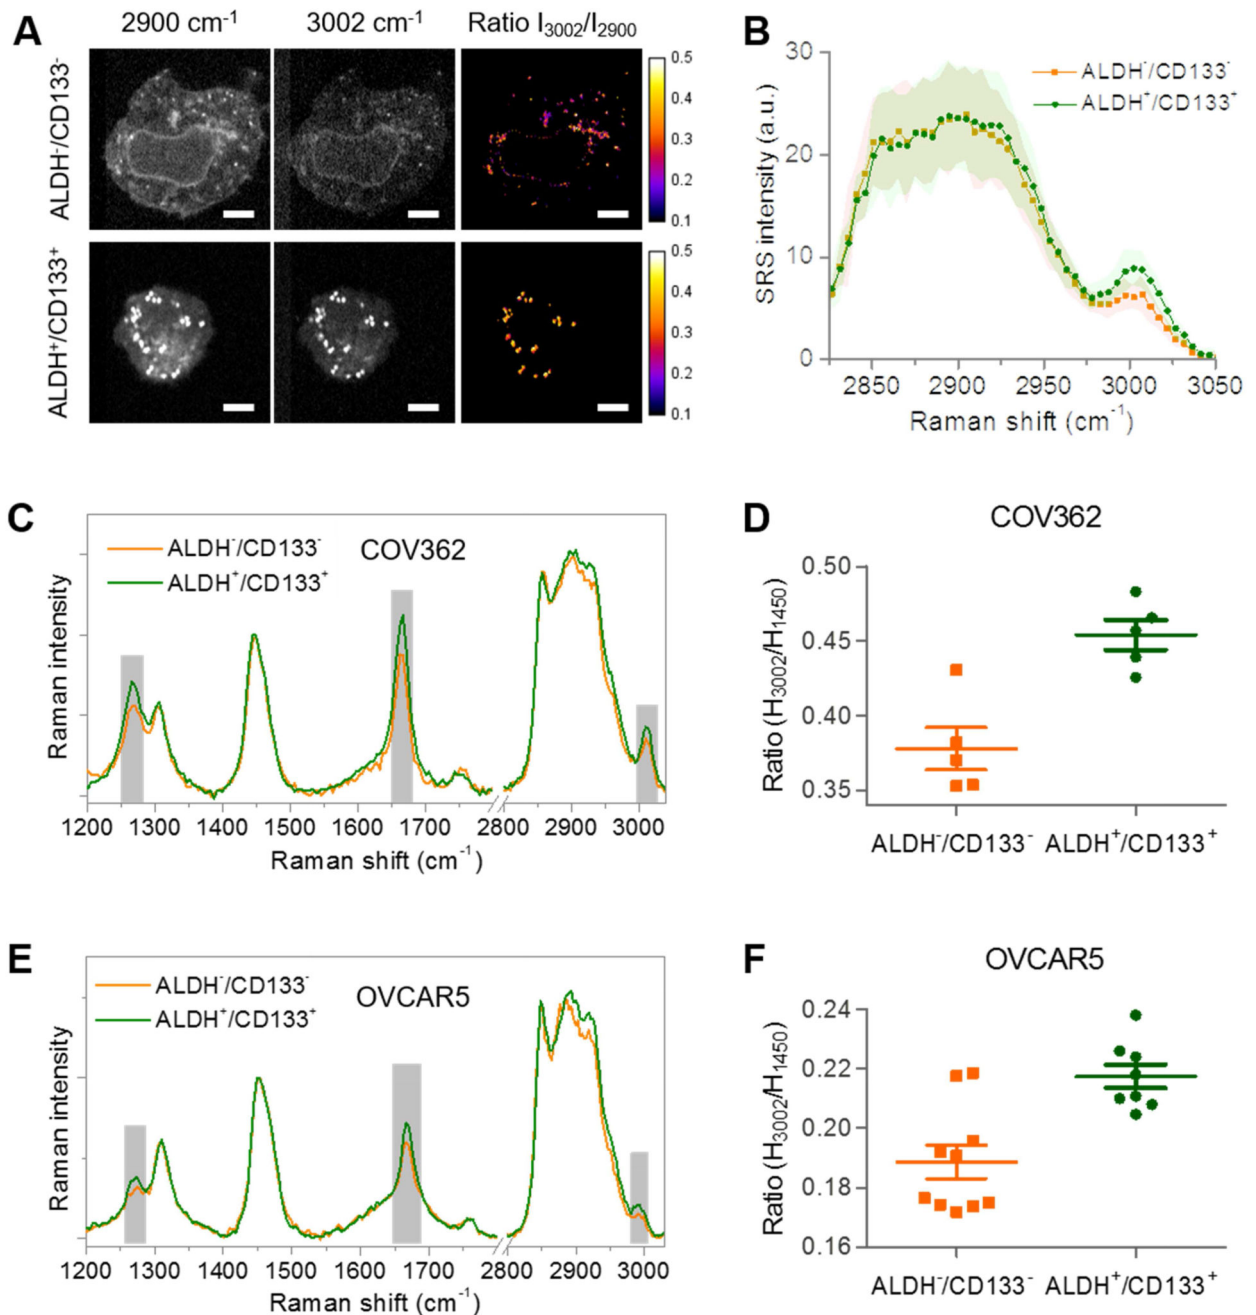 A
2900 cm⁻¹ 3002 cm⁻¹ Ratio I₃₀₀₂/I₂₉₀₀
ALDH⁻/CD133⁻
0.5
0.4
0.3
0.2
0.1
ALDH⁺/CD133⁺
0.5
0.4
0.3
0.2
0.1
B
ALDH⁻/CD133⁻
ALDH⁺/CD133⁺
SRS intensity (a.u.)
30
20
10
0
2850 2900 2950 3000 3050
Raman shift (cm⁻¹)
C
ALDH⁻/CD133⁻
ALDH⁺/CD133⁺
COV362
Raman intensity
1200 1300 1400 1500 1600 1700 2800 2900 3000
Raman shift (cm⁻¹)
D
COV362
Ratio (H₃₀₀₂/H₁₄₅₀)
0.50
0.45
0.40
0.35
ALDH⁻/CD133⁻ ALDH⁺/CD133⁺
E
ALDH⁻/CD133⁻
ALDH⁺/CD133⁺
OVCAR5
Raman intensity
1200 1300 1400 1500 1600 1700 2800 2900 3000
Raman shift (cm⁻¹)
F
OVCAR5
Ratio (H₃₀₀₂/H₁₄₅₀)
0.24
0.22
0.20
0.18
0.16
ALDH⁻/CD133⁻ ALDH⁺/CD133⁺